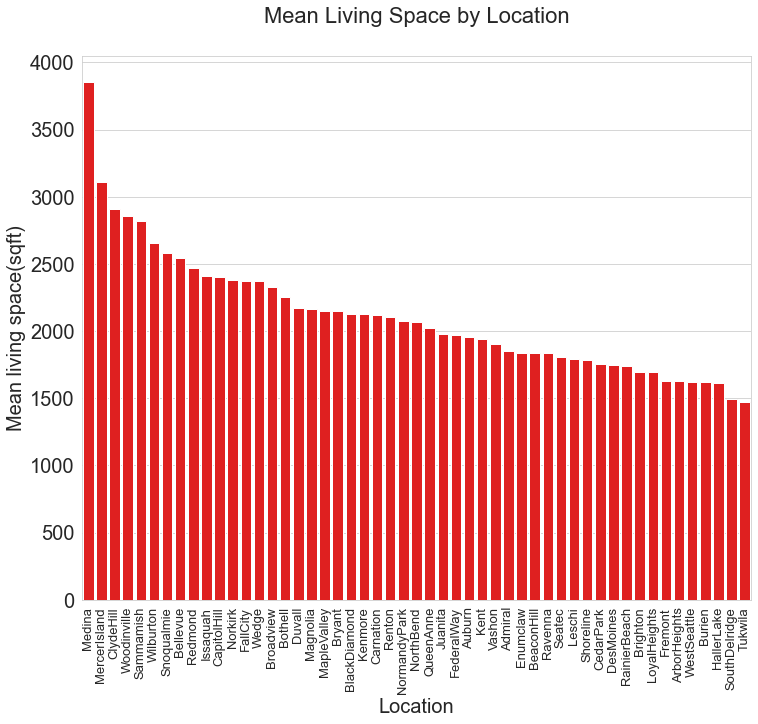 Mean Living Space by Location
4000
3500
3000
2500
2000
1500
1000
500
0
Mean living space(sqft)
Medina
MercerIsland
ClydeHill
Woodinville
Sammamish
Wilburton
Snoqualmie
Bellevue
Redmond
Issaquah
CapitolHill
Norkirk
FallCity
Wedge
Broadview
Bothell
Duvall
Magnolia
MapleValley
Bryant
BlackDiamond
Kenmore
Carnation
Renton
NormandyPark
NorthBend
QueenAnne
Juanita
FederalWay
Auburn
Kent
Vashon
Admiral
Enumclaw
BeaconHill
Ravenna
Seatec
Leschi
Shoreline
CedarPark
DesMoines
RainierBeach
Brighton
LoyalHeights
Fremont
ArborHeights
WestSeattle
Burien
HallerLake
SouthDelridge
Tukwila
Location